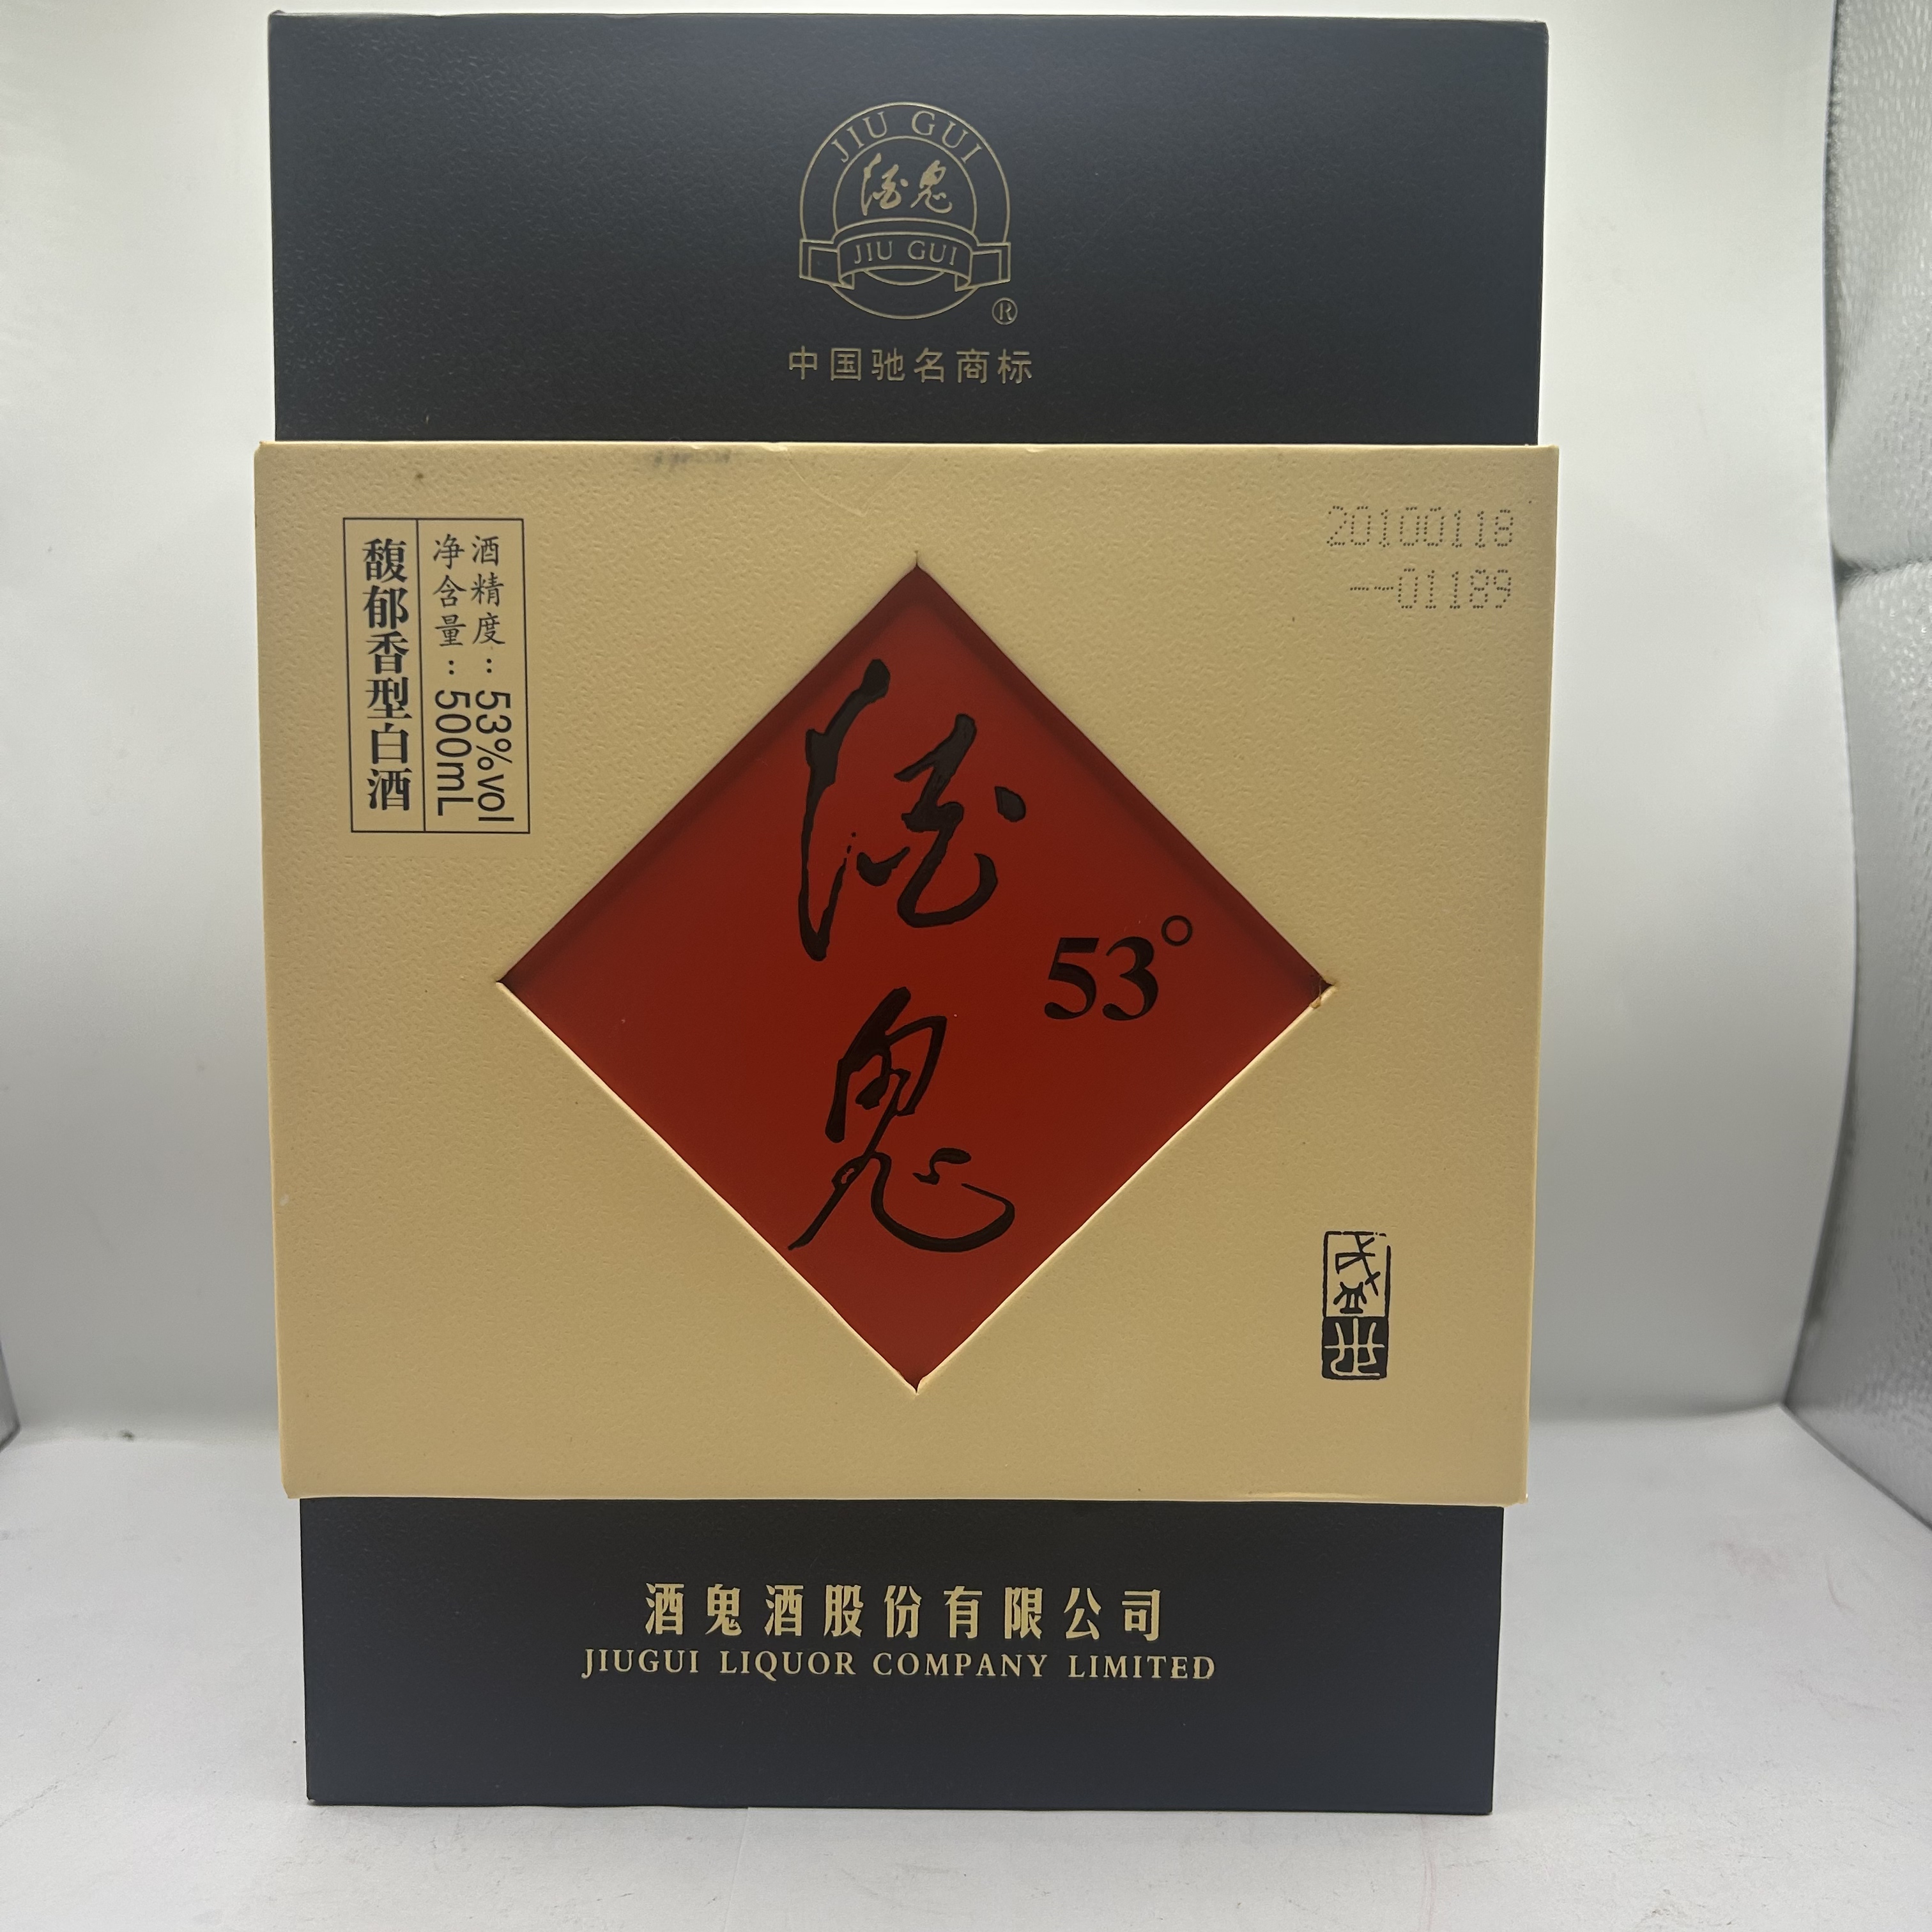 JIU GUI
酒鬼
JIU GUI
®
中国驰名商标
20100118
--01189
酒精度：53%vol
净含量：500mL
馥郁香型白酒
酒鬼
53°
酒鬼酒股份有限公司
JIUGUI LIQUOR COMPANY LIMITED